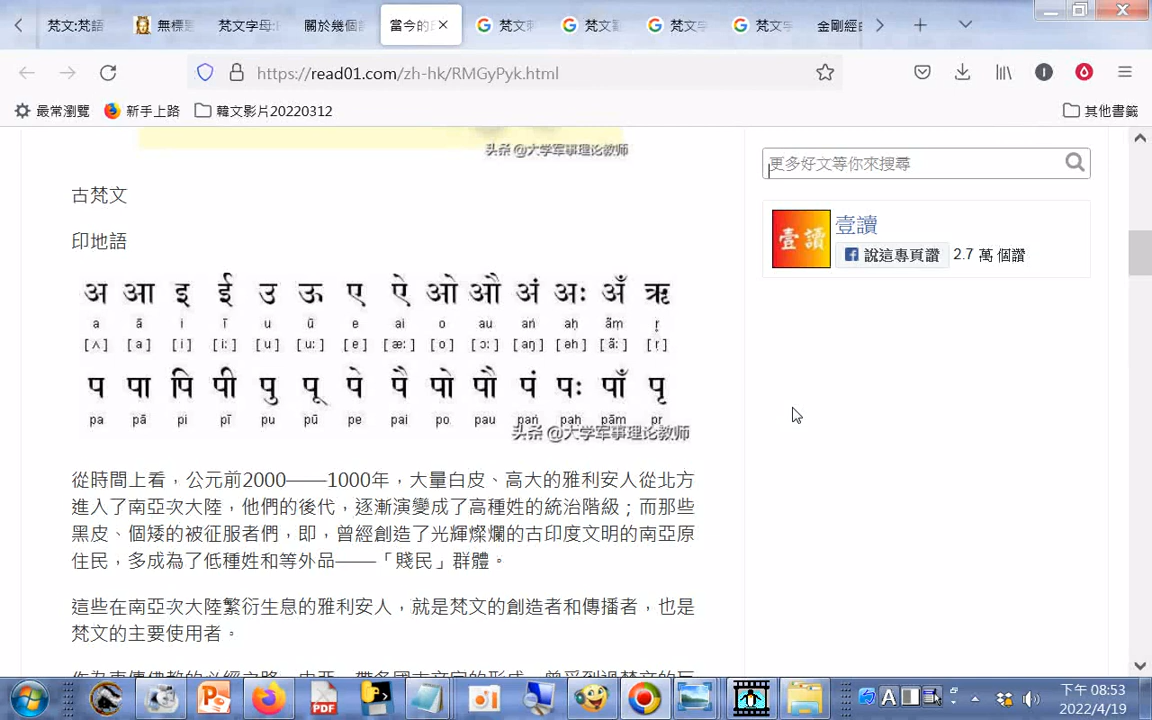 梵文:梵語
無標是
梵文字母:
關於幾個
當今的
梵文
梵文
梵文字
梵文字
金剛經
https://read01.com/zh-hk/RMGyPyk.html
最常瀏覽 新手上路 韓文影片20220312 其他書籤
头条 @大学军事理论教师
古梵文
印地語
अ आ इ ई उ ऊ ए ऐ ओ औ अं अः अँ ऋ
a ā i ī u ū e ai o au aṅ aḥ ãm ṛ
[ʌ] [a] [i] [iː] [u] [uː] [e] [æː] [o] [ɔː] [aŋ] [əh] [ãː] [r]
प पा पि पी पु पू पे पै पो पौ पं पः पाँ पृ
pa pā pi pī pu pū pe pai po pau paṅ paḥ pãm pṛ
头条 @大学军事理论教师
從時間上看，公元前2000——1000年，大量白皮、高大的雅利安人從北方
進入了南亞次大陸，他們的後代，逐漸演變成了高種姓的統治階級；而那些
黑皮、個矮的被征服者們，即，曾經創造了光輝燦爛的古印度文明的南亞原
住民，多成為了低種姓和等外品——「賤民」群體。
這些在南亞次大陸繁衍生息的雅利安人，就是梵文的創造者和傳播者，也是
梵文的主要使用者。
更多好文等你來搜尋
壹讀
壹讀
說這專頁讚 2.7 萬 個讚
PDF
A
下午 08:53
2022/4/19